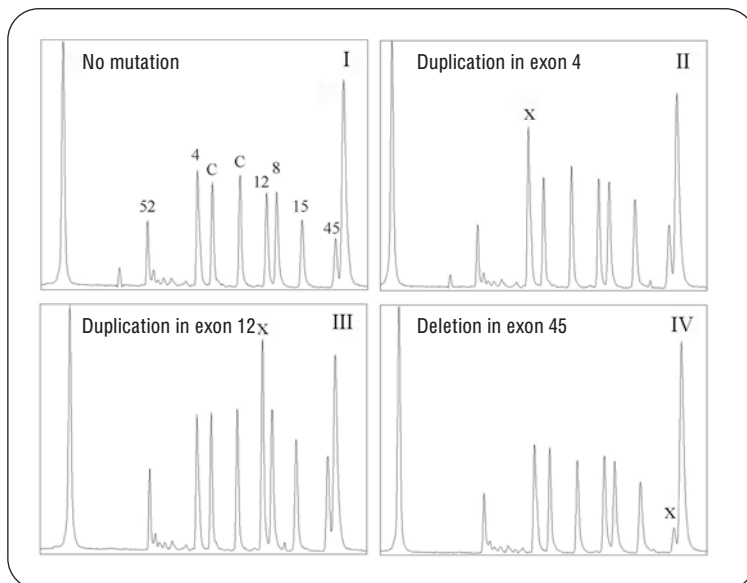 No mutation
I
52
4
C
C
12
8
15
45
Duplication in exon 4
II
X
Duplication in exon 12
X
III
Deletion in exon 45
IV
X